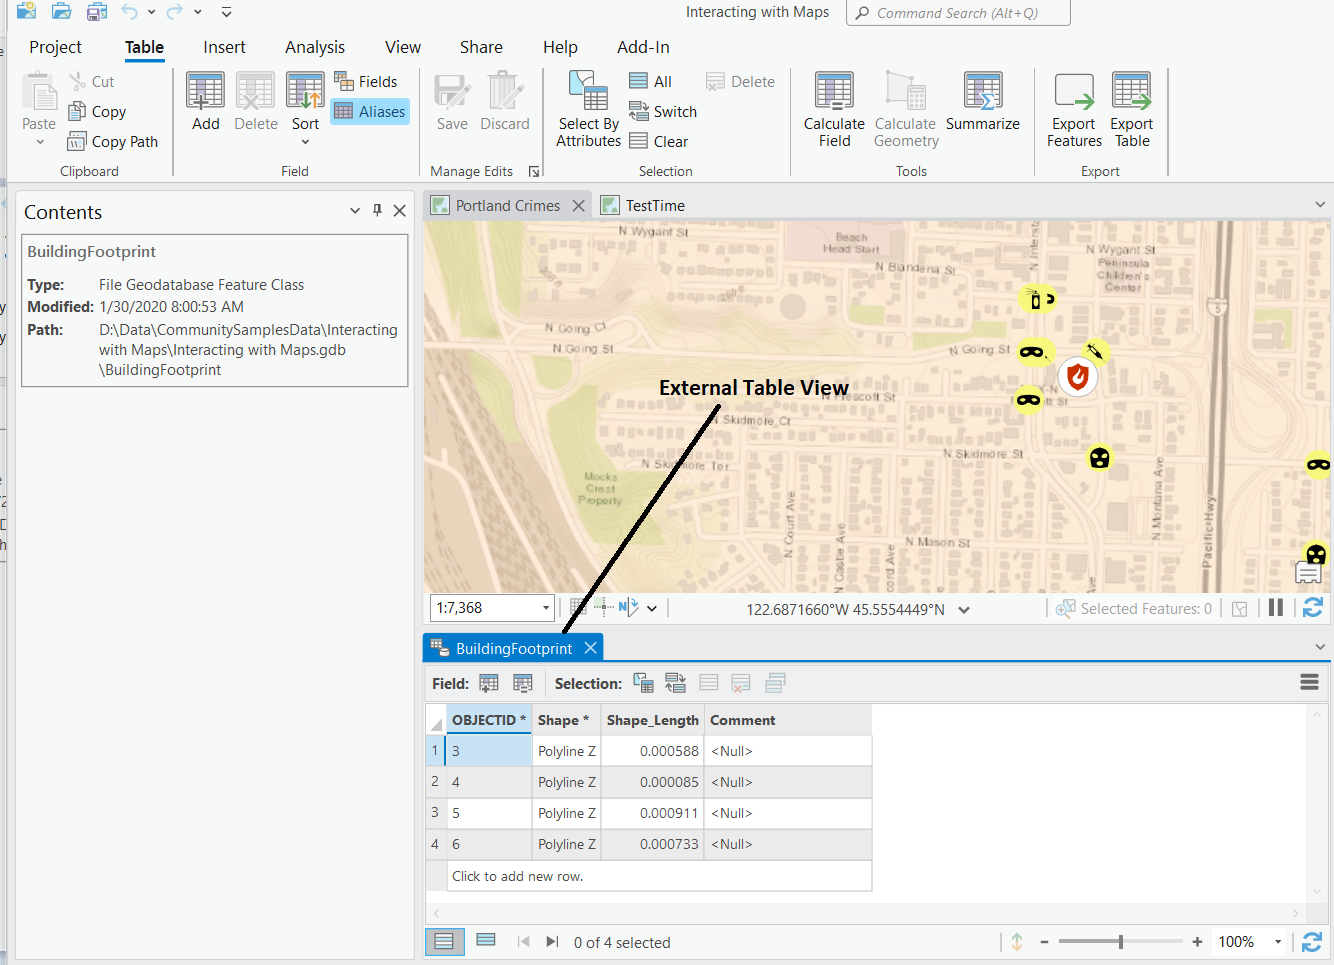 Interacting with Maps
Command Search (Alt+Q)
Project Table Insert Analysis View Share Help Add-In
Paste
Cut
Copy
Copy Path
Clipboard
Add
Delete
Sort
Fields
Aliases
Field
Save
Discard
Manage Edits
Select By
Attributes
All
Switch
Clear
Delete
Selection
Calculate
Field
Calculate
Geometry
Summarize
Tools
Export
Features
Export
Table
Export
Contents
BuildingFootprint
Type: File Geodatabase Feature Class
Modified: 1/30/2020 8:00:53 AM
Path: D:\Data\CommunitySamplesData\Interacting
with Maps\Interacting with Maps.gdb
\BuildingFootprint
Portland Crimes
TestTime
N Wygant St
Beach
Head Start
N Blandena St
N Wygant St
Peninsula
Children's
Center
N Going Ct
N Going St
N Going St
5
External Table View
N Skidmore Ct
N Skidmore Ter
N Skidmore St
Mocks
Crest
Property
N Court Ave
N Castle Ave
N Mason St
N Montana Ave
Pacific Hwy
1:7,368
N
122.6871660°W 45.5554449°N
Selected Features: 0
BuildingFootprint
Field:
Selection:
OBJECTID * Shape * Shape_Length Comment
1 3 Polyline Z 0.000588 <Null>
2 4 Polyline Z 0.000085 <Null>
3 5 Polyline Z 0.000911 <Null>
4 6 Polyline Z 0.000733 <Null>
Click to add new row.
0 of 4 selected
100%